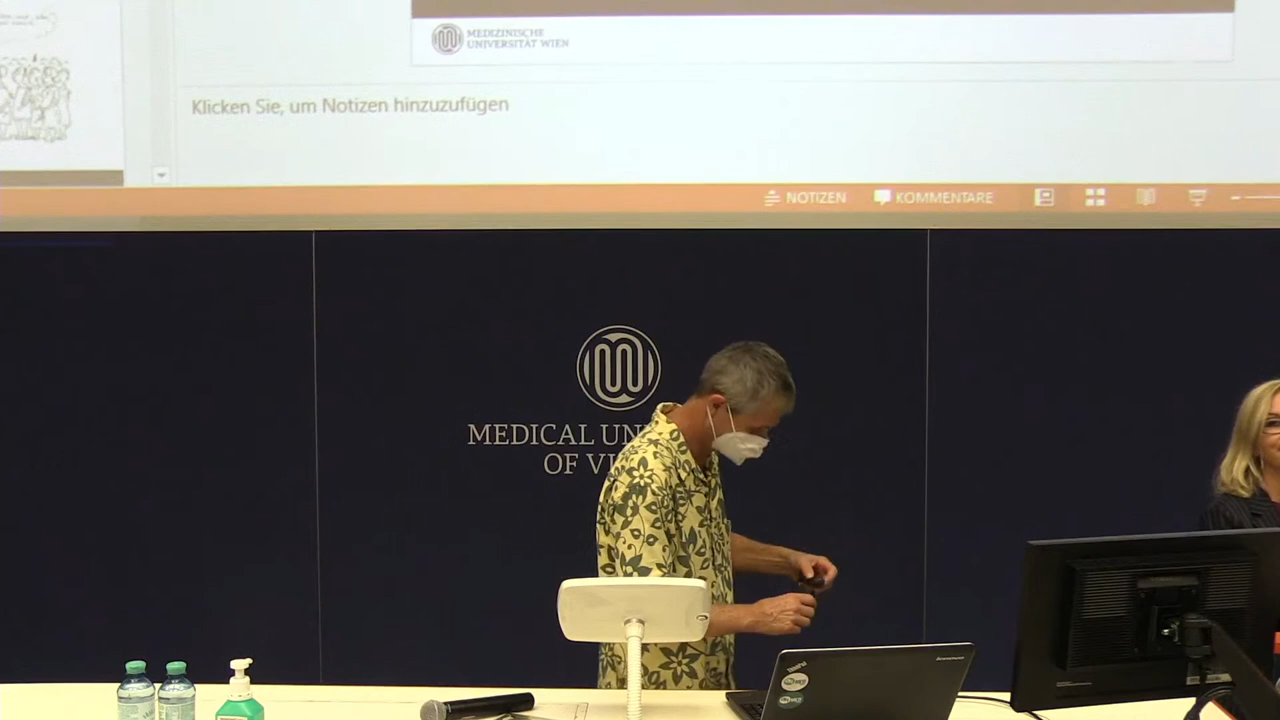 MEDIZINISCHE
UNIVERSITÄT WIEN
Klicken Sie, um Notizen hinzuzufügen
NOTIZEN
KOMMENTARE
MEDICAL UN
OF VI
Lenovo